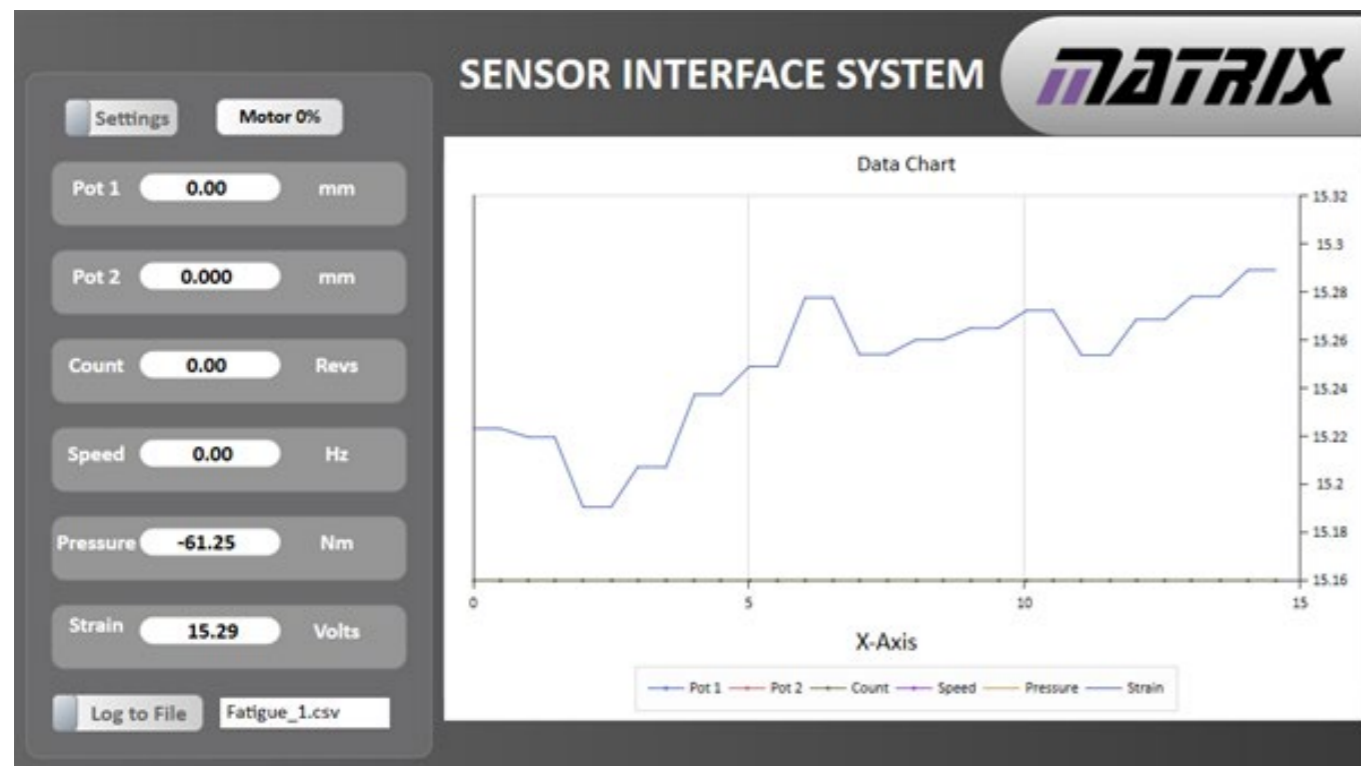 SENSOR INTERFACE SYSTEM
MATRIX
Settings
Motor 0%
Pot 1 0.00 mm
Pot 2 0.000 mm
Count 0.00 Revs
Speed 0.00 Hz
Pressure -61.25 Nm
Strain 15.29 Volts
Log to File Fatigue_1.csv
Data Chart
15.32
15.3
15.28
15.26
15.24
15.22
15.2
15.18
15.16
0 5 10 15
X-Axis
Pot 1 Pot 2 Count Speed Pressure Strain